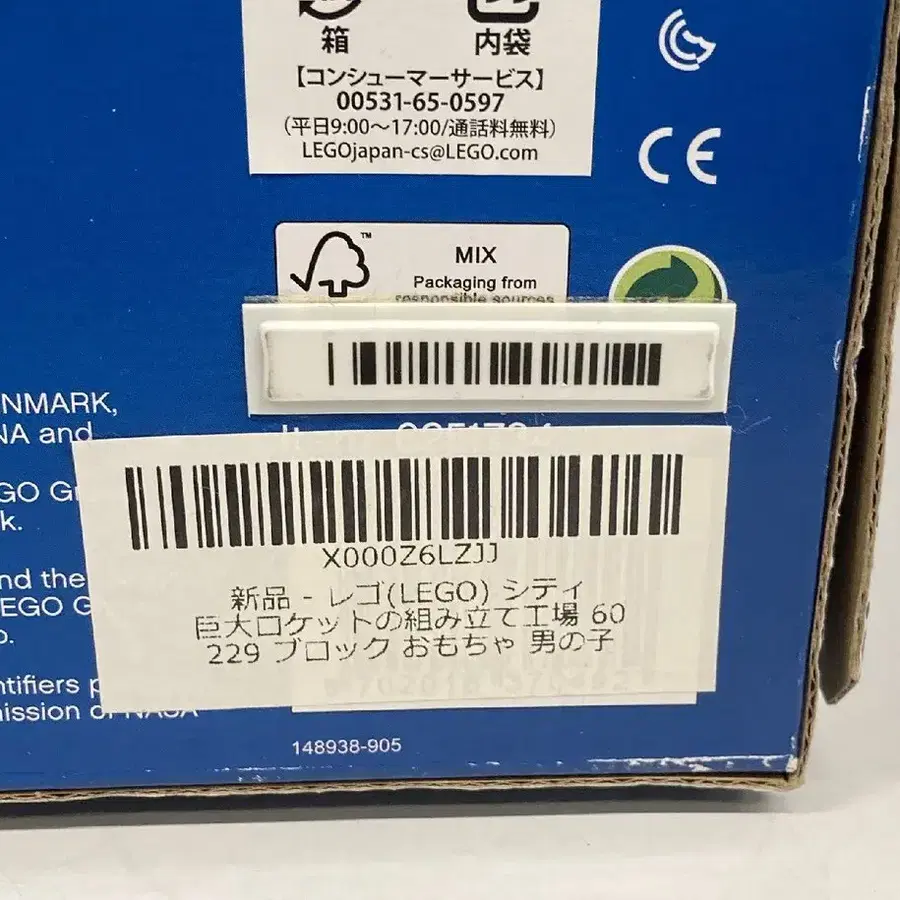 箱
内袋
【コンシューマーサービス】
00531-65-0597
（平日9:00～17:00/通話料無料）
LEGOjapan-cs@LEGO.com
CE
MIX
Packaging from
responsible sources
NMARK,
NA and
EGO G
k.
nd the
LEGO G
ntifiers p
ission of NASA
X000Z6LZJJ
新品 - レゴ(LEGO) シティ
巨大ロケットの組み立て工場 60
229 ブロック おもちゃ 男の子
148938-905